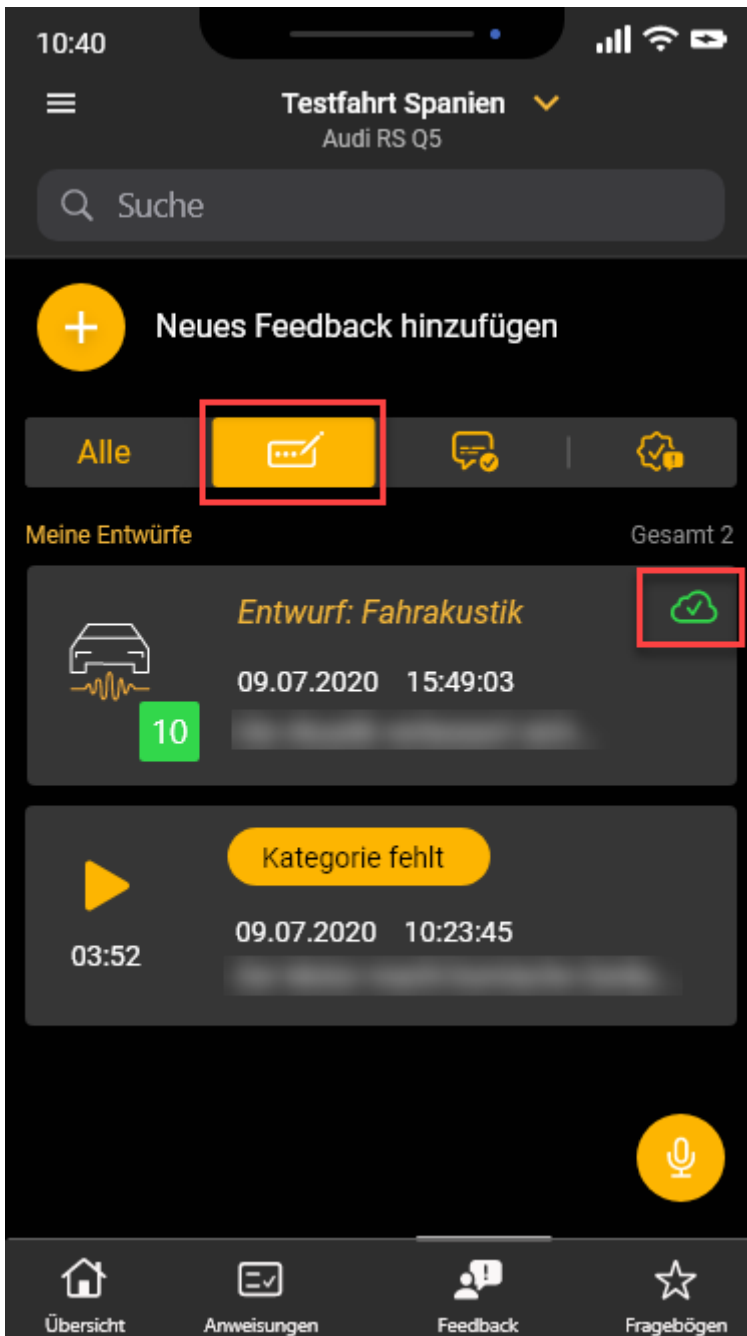 10:40
Testfahrt Spanien
Audi RS Q5
Suche
Neues Feedback hinzufügen
Alle
Meine Entwürfe Gesamt 2
Entwurf: Fahrakustik
09.07.2020 15:49:03
10
Kategorie fehlt
09.07.2020 10:23:45
03:52
Übersicht Anweisungen Feedback Fragebögen